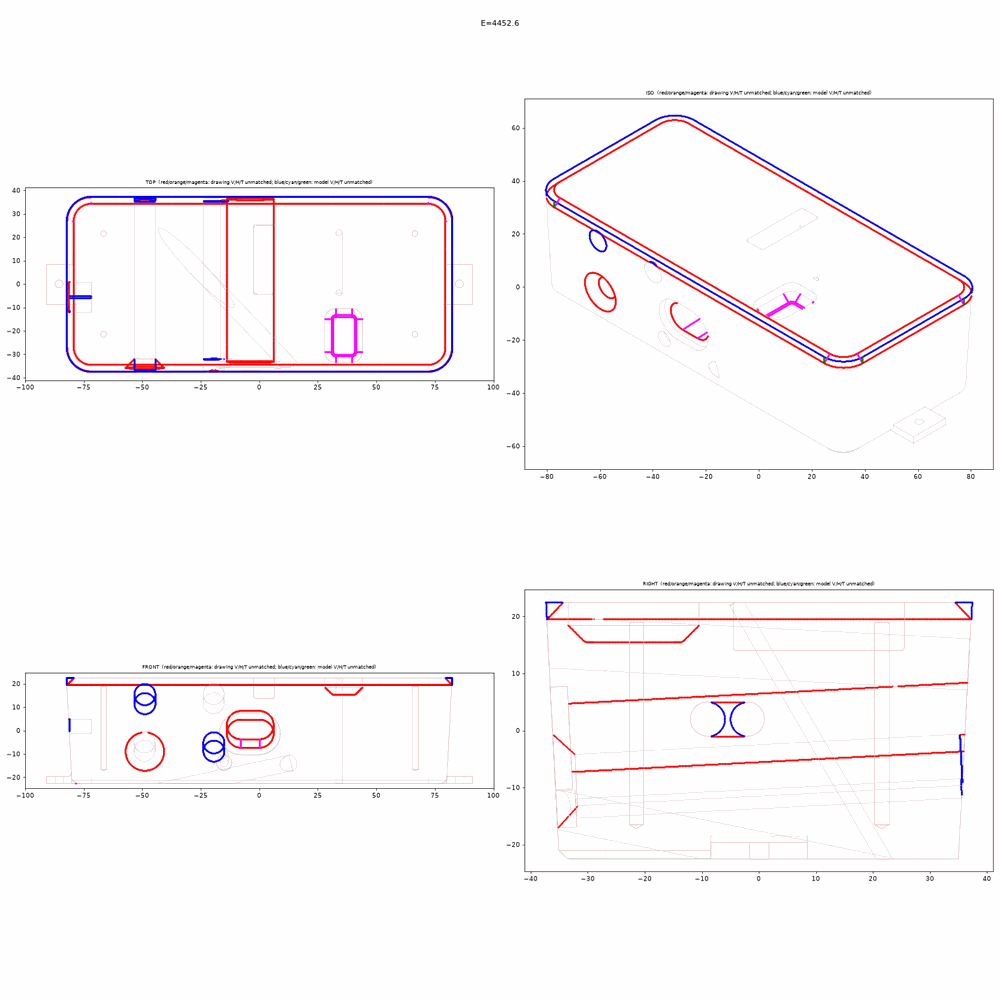 E=4452.6
ISO (red/orange/magenta: drawing V/H/T unmatched; blue/cyan/green: model V/H/T unmatched)
60
40
20
0
−20
−40
−60
−80 −60 −40 −20 0 20 40 60 80
TOP (red/orange/magenta: drawing V/H/T unmatched; blue/cyan/green: model V/H/T unmatched)
40
30
20
10
0
−10
−20
−30
−40
−100 −75 −50 −25 0 25 50 75 100
RIGHT (red/orange/magenta: drawing V/H/T unmatched; blue/cyan/green: model V/H/T unmatched)
20
10
0
−10
−20
−40 −30 −20 −10 0 10 20 30 40
FRONT (red/orange/magenta: drawing V/H/T unmatched; blue/cyan/green: model V/H/T unmatched)
20
10
0
−10
−20
−100 −75 −50 −25 0 25 50 75 100